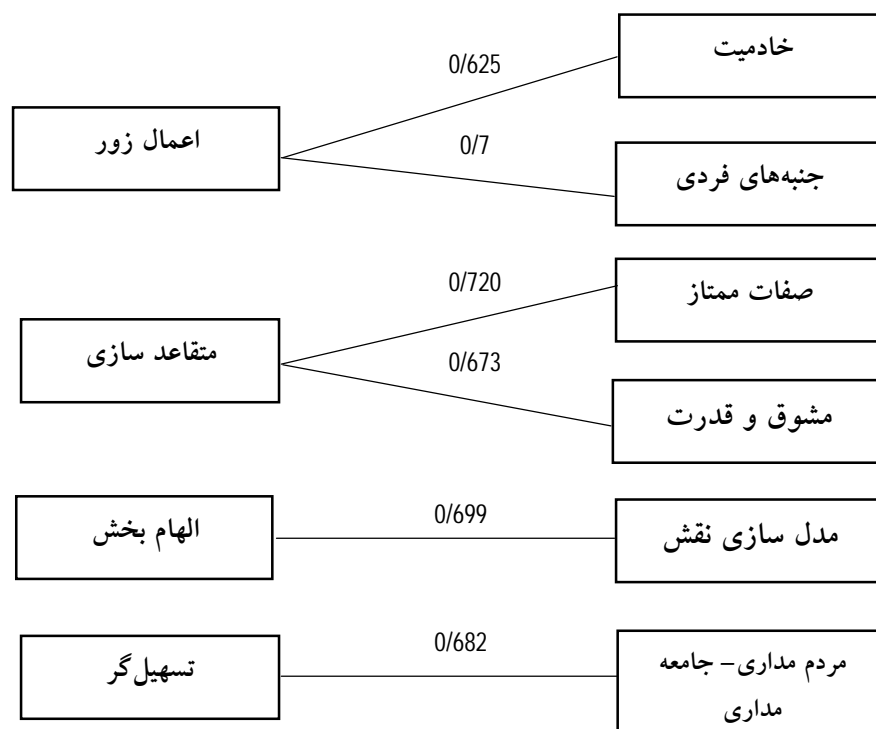 خادمیت
0/625
اعمال زور
0/7
جنبه‌های فردی
صفات ممتاز
0/720
متقاعد سازی
0/673
مشوق و قدرت
الهام بخش
0/699
مدل سازی نقش
تسهیل‌گر
0/682
مردم مداری– جامعه
مداری